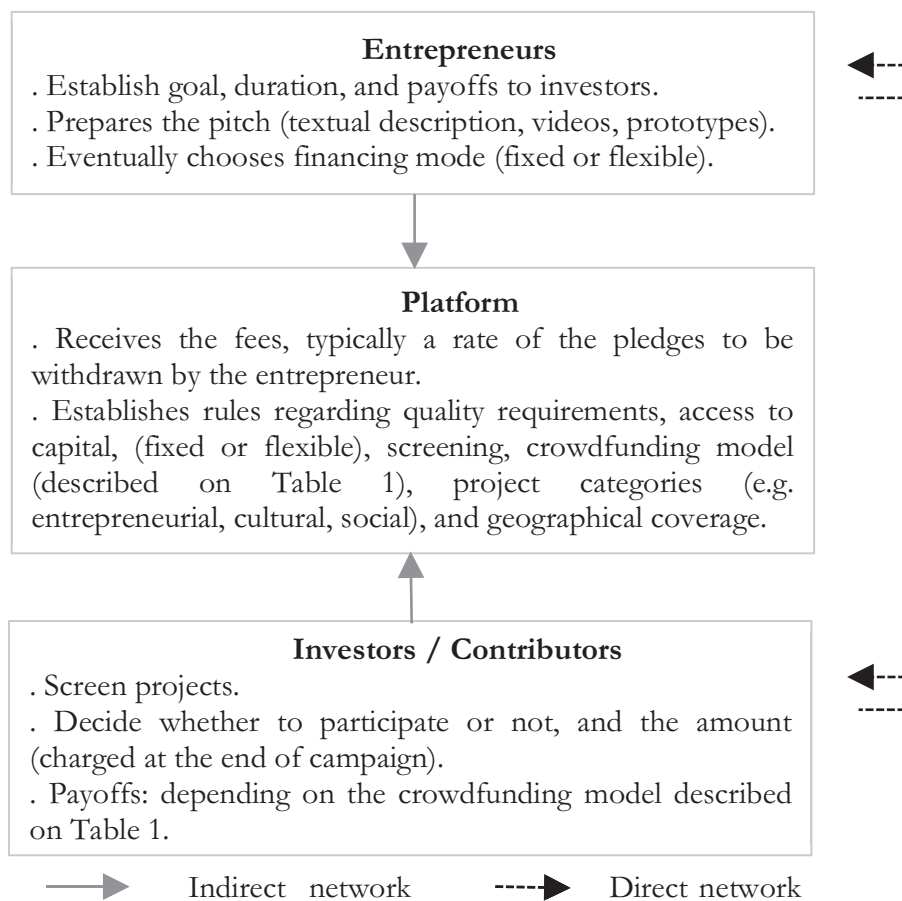 Entrepreneurs
. Establish goal, duration, and payoffs to investors.
. Prepares the pitch (textual description, videos, prototypes).
. Eventually chooses financing mode (fixed or flexible).
Platform
. Receives the fees, typically a rate of the pledges to be
withdrawn by the entrepreneur.
. Establishes rules regarding quality requirements, access to
capital, (fixed or flexible), screening, crowdfunding model
(described on Table 1), project categories (e.g.
entrepreneurial, cultural, social), and geographical coverage.
Investors / Contributors
. Screen projects.
. Decide whether to participate or not, and the amount
(charged at the end of campaign).
. Payoffs: depending on the crowdfunding model described
on Table 1.
Indirect network Direct network